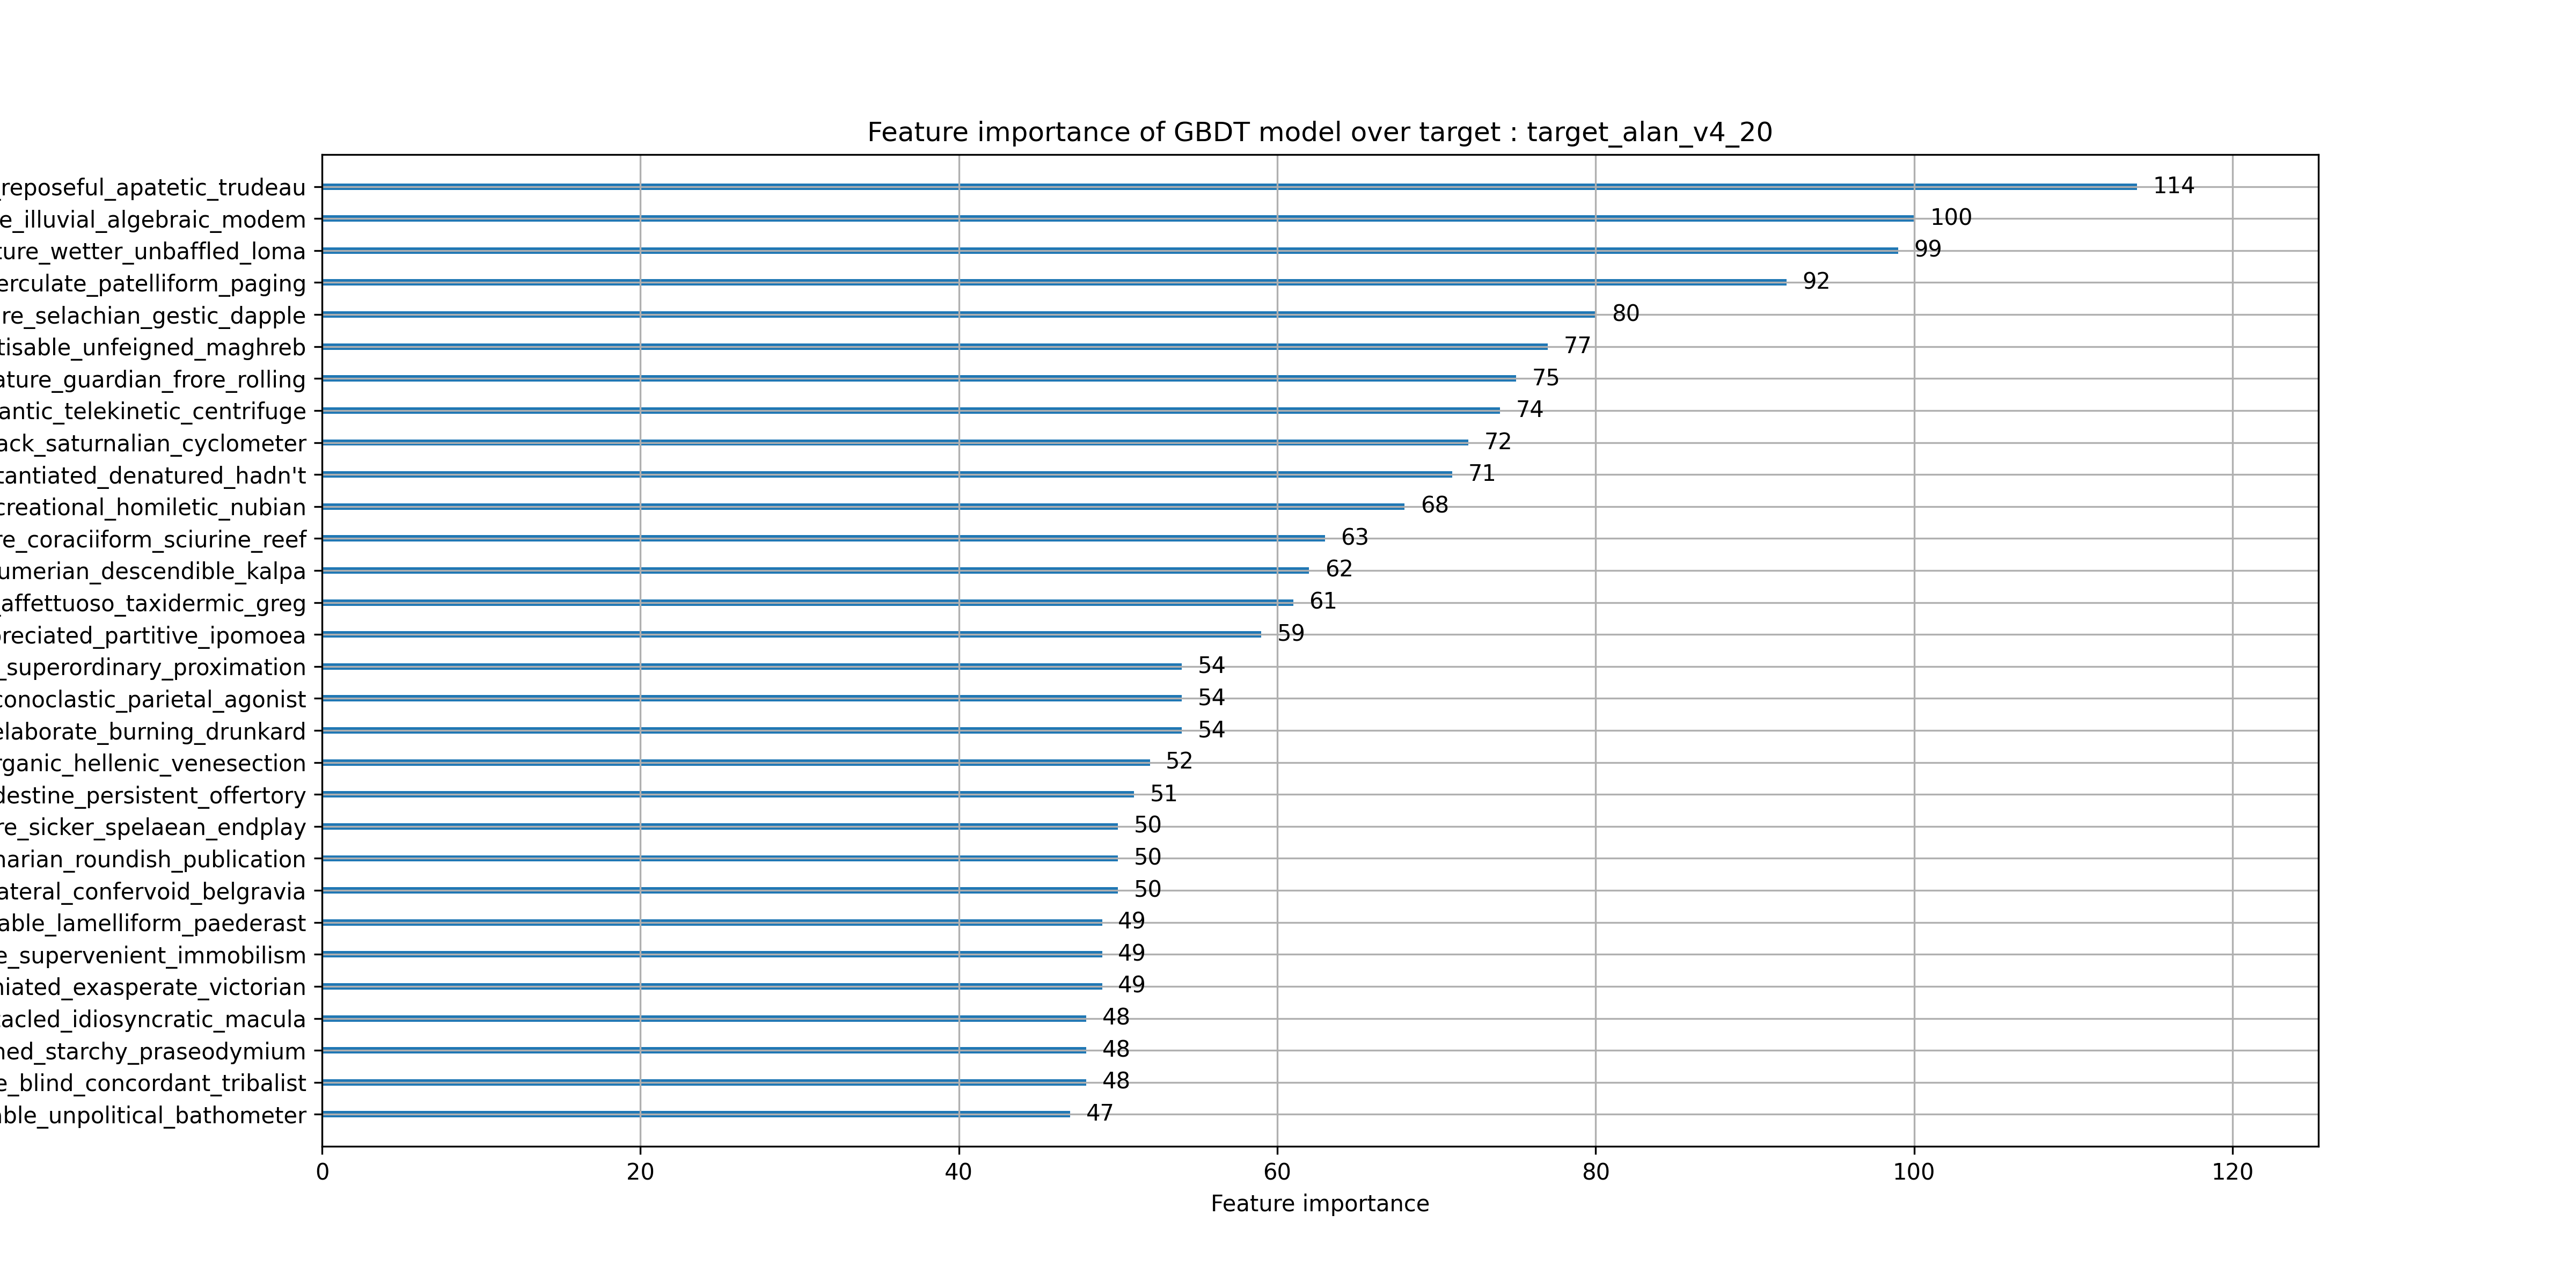 Feature importance of GBDT model over target : target_alan_v4_20
_reposeful_apatetic_trudeau 114
e_illuvial_algebraic_modem 100
ture_wetter_unbaffled_loma 99
erculate_patelliform_paging 92
re_selachian_gestic_dapple 80
tisable_unfeigned_maghreb 77
ature_guardian_frore_rolling 75
antic_telekinetic_centrifuge 74
ack_saturnalian_cyclometer 72
tantiated_denatured_hadn't 71
creational_homiletic_nubian 68
re_coraciiform_sciurine_reef 63
umerian_descendible_kalpa 62
affettuoso_taxidermic_greg 61
preciated_partitive_ipomoea 59
_superordinary_proximation 54
conoclastic_parietal_agonist 54
elaborate_burning_drunkard 54
rganic_hellenic_venesection 52
destine_persistent_offertory 51
re_sicker_spelaean_endplay 50
narian_roundish_publication 50
ateral_confervoid_belgravia 50
able_lamelliform_paederast 49
e_supervenient_immobilism 49
niated_exasperate_victorian 49
tacled_idiosyncratic_macula 48
ned_starchy_praseodymium 48
e_blind_concordant_tribalist 48
able_unpolitical_bathometer 47
0 20 40 60 80 100 120
Feature importance